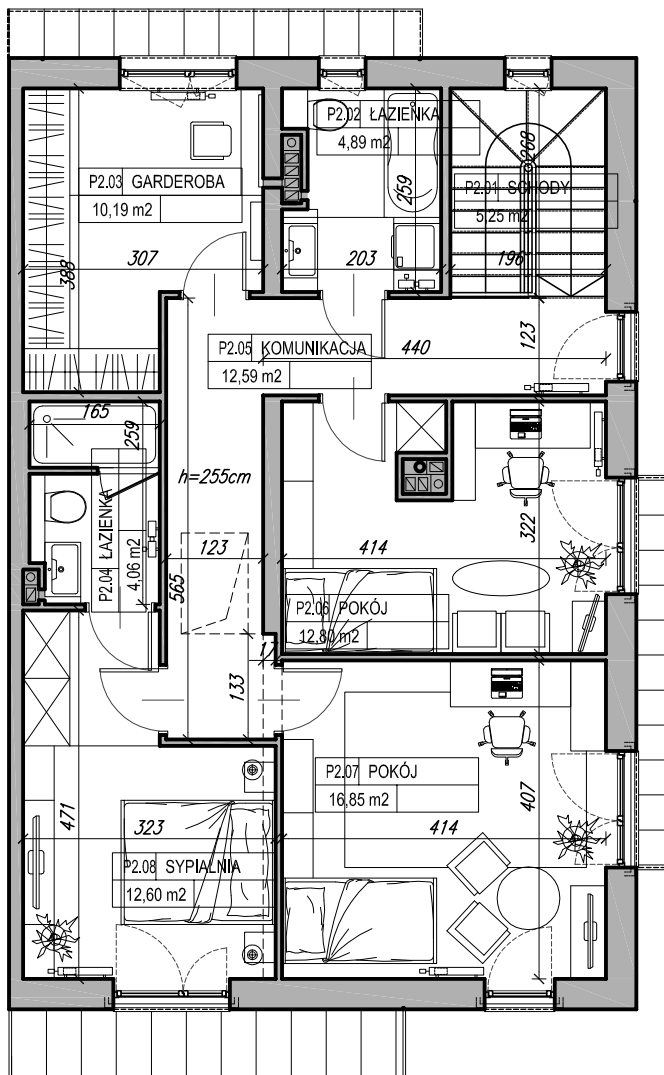 P2.02 ŁAZIENKA
4,89 m2
268
P2.03 GARDEROBA
10,19 m2
259
P2.01 SCHODY
5,25 m2
307
388
203
196
P2.05 KOMUNIKACJA
12,59 m2
440
123
165
259
h=255cm
P2.04 ŁAZIENKA
4,06 m2
123
565
414
322
P2.06 POKÓJ
12,80 m2
17
133
P2.07 POKÓJ
16,85 m2
407
471
323
414
P2.08 SYPIALNIA
12,60 m2